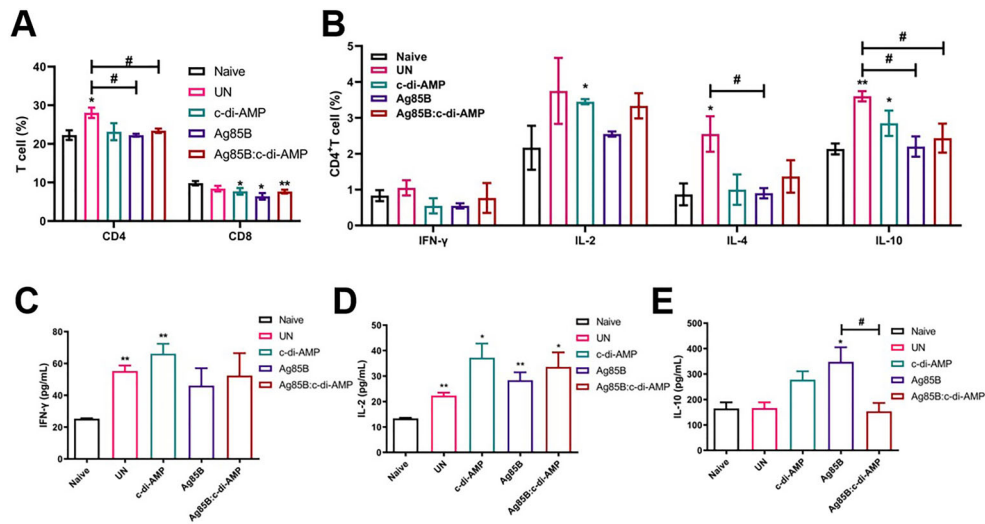 A
T cell (%)
40
30
20
10
0
#
#
*
*
*
**
CD4
CD8
Naive
UN
c-di-AMP
Ag85B
Ag85B:c-di-AMP
B
CD4+T cell (%)
5
4
3
2
1
0
Naive
UN
c-di-AMP
Ag85B
Ag85B:c-di-AMP
*
#
*
#
#
**
*
IFN-γ
IL-2
IL-4
IL-10
C
IFN-γ (pg/mL)
80
60
40
20
0
**
**
Naive
UN
c-di-AMP
Ag85B
Ag85B:c-di-AMP
Naive
UN
c-di-AMP
Ag85B
Ag85B:c-di-AMP
D
IL-2 (pg/mL)
50
40
30
20
10
0
**
*
**
*
Naive
UN
c-di-AMP
Ag85B
Ag85B:c-di-AMP
Naive
UN
c-di-AMP
Ag85B
Ag85B:c-di-AMP
E
IL-10 (pg/mL)
500
400
300
200
100
0
#
*
Naive
UN
c-di-AMP
Ag85B
Ag85B:c-di-AMP
Naive
UN
c-di-AMP
Ag85B
Ag85B:c-di-AMP